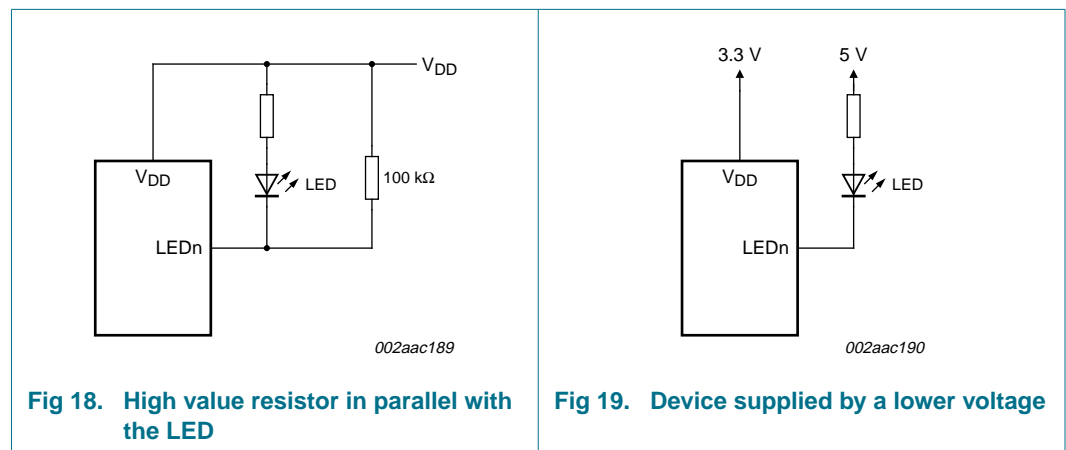 VDD
VDD
LED
100 kΩ
LEDn
002aac189
Fig 18. High value resistor in parallel with
the LED
3.3 V
5 V
VDD
LED
LEDn
002aac190
Fig 19. Device supplied by a lower voltage